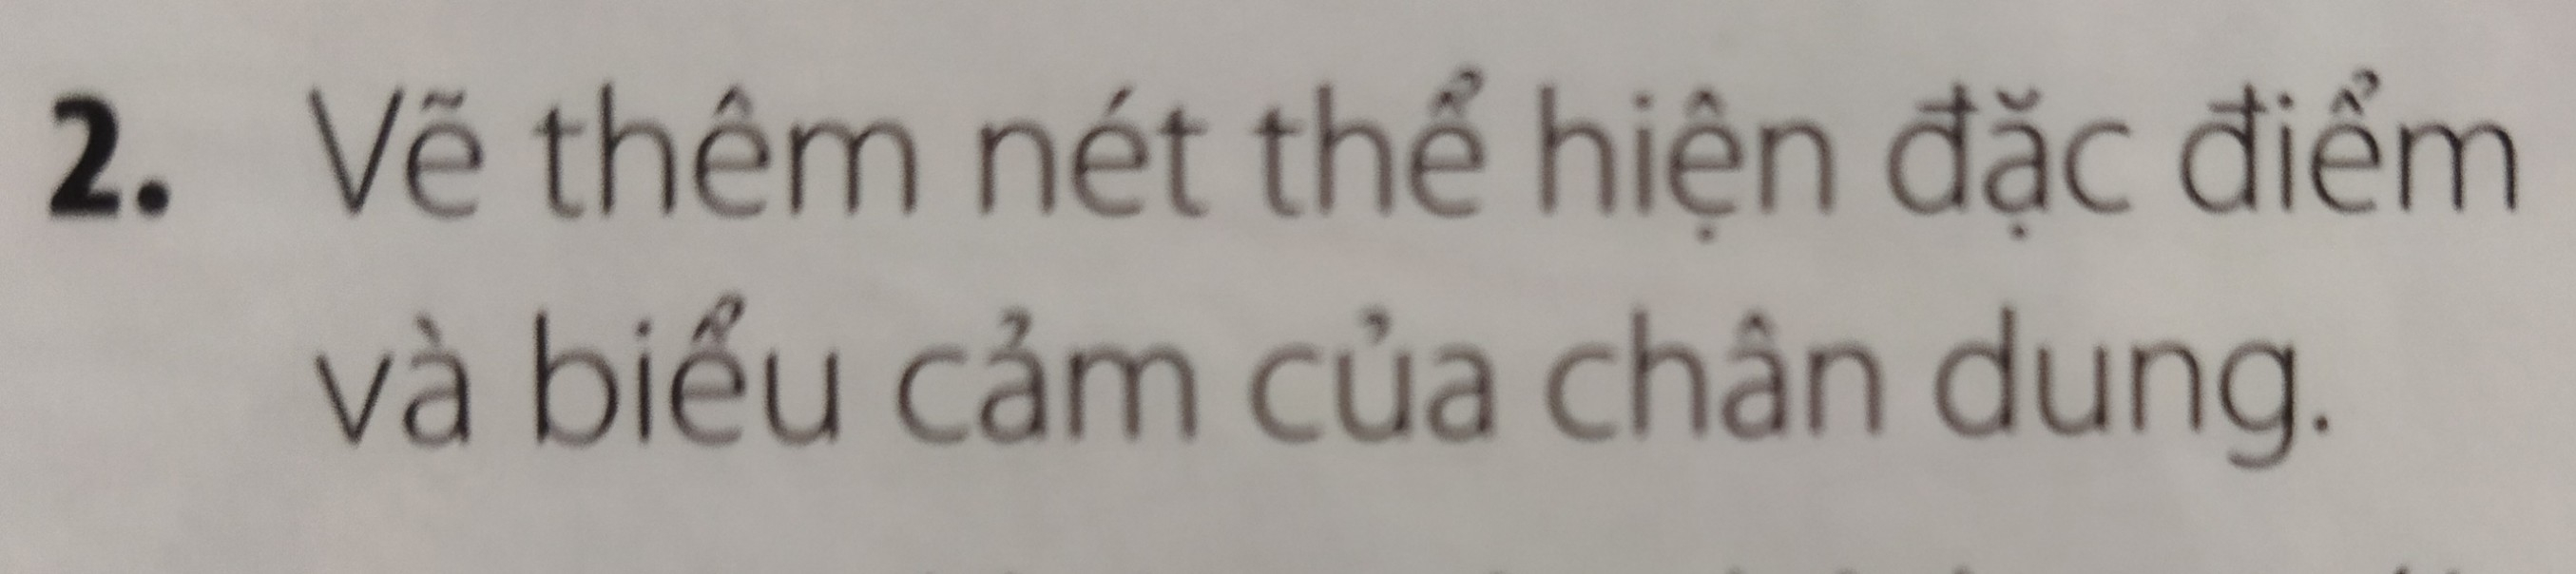 2. Vẽ thêm nét thể hiện đặc điểm
và biểu cảm của chân dung.